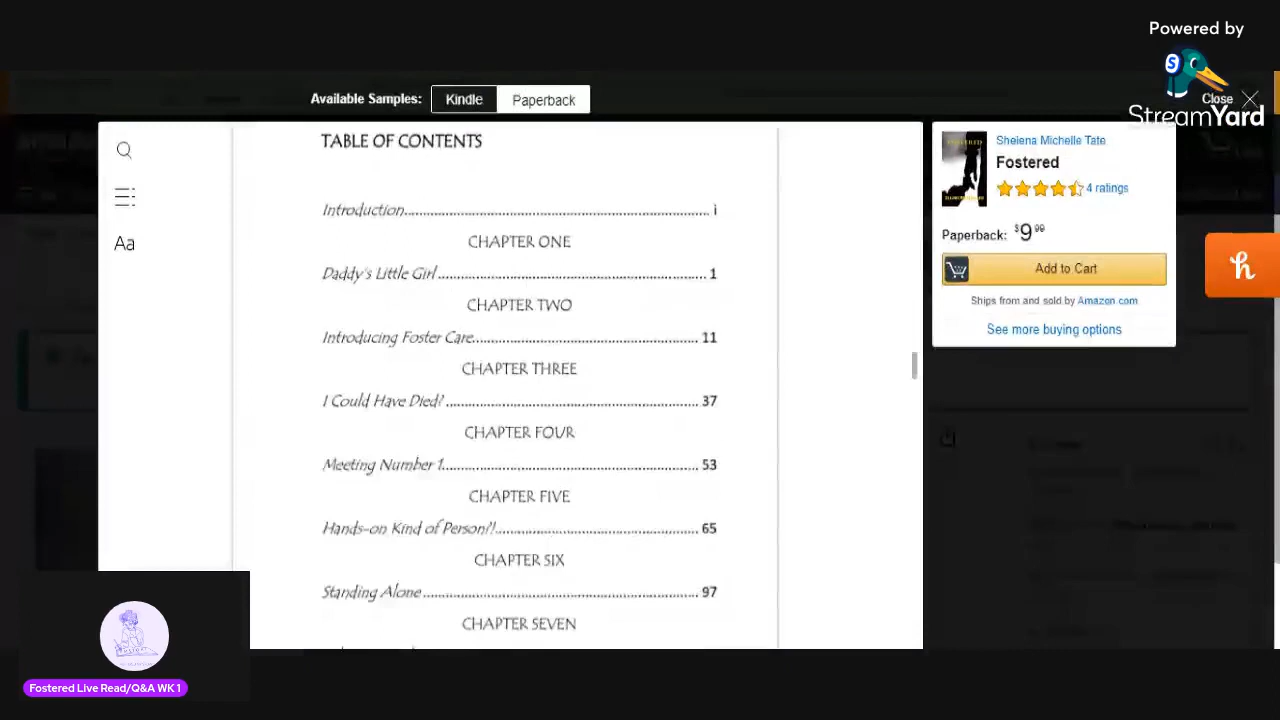 Powered by
StreamYard
Available Samples:
Kindle
Paperback
Close
TABLE OF CONTENTS
Introduction i
CHAPTER ONE
Daddy's Little Girl 1
CHAPTER TWO
Introducing Foster Care 11
CHAPTER THREE
I Could Have Died? 37
CHAPTER FOUR
Meeting Number 1 53
CHAPTER FIVE
Hands-on Kind of Person?! 65
CHAPTER SIX
Standing Alone 97
CHAPTER SEVEN
Aa
Sheiena Michelle Tate
Fostered
4 ratings
Paperback: $9.99
Add to Cart
Ships from and sold by Amazon.com
See more buying options
h
Fostered Live Read/Q&A WK 1